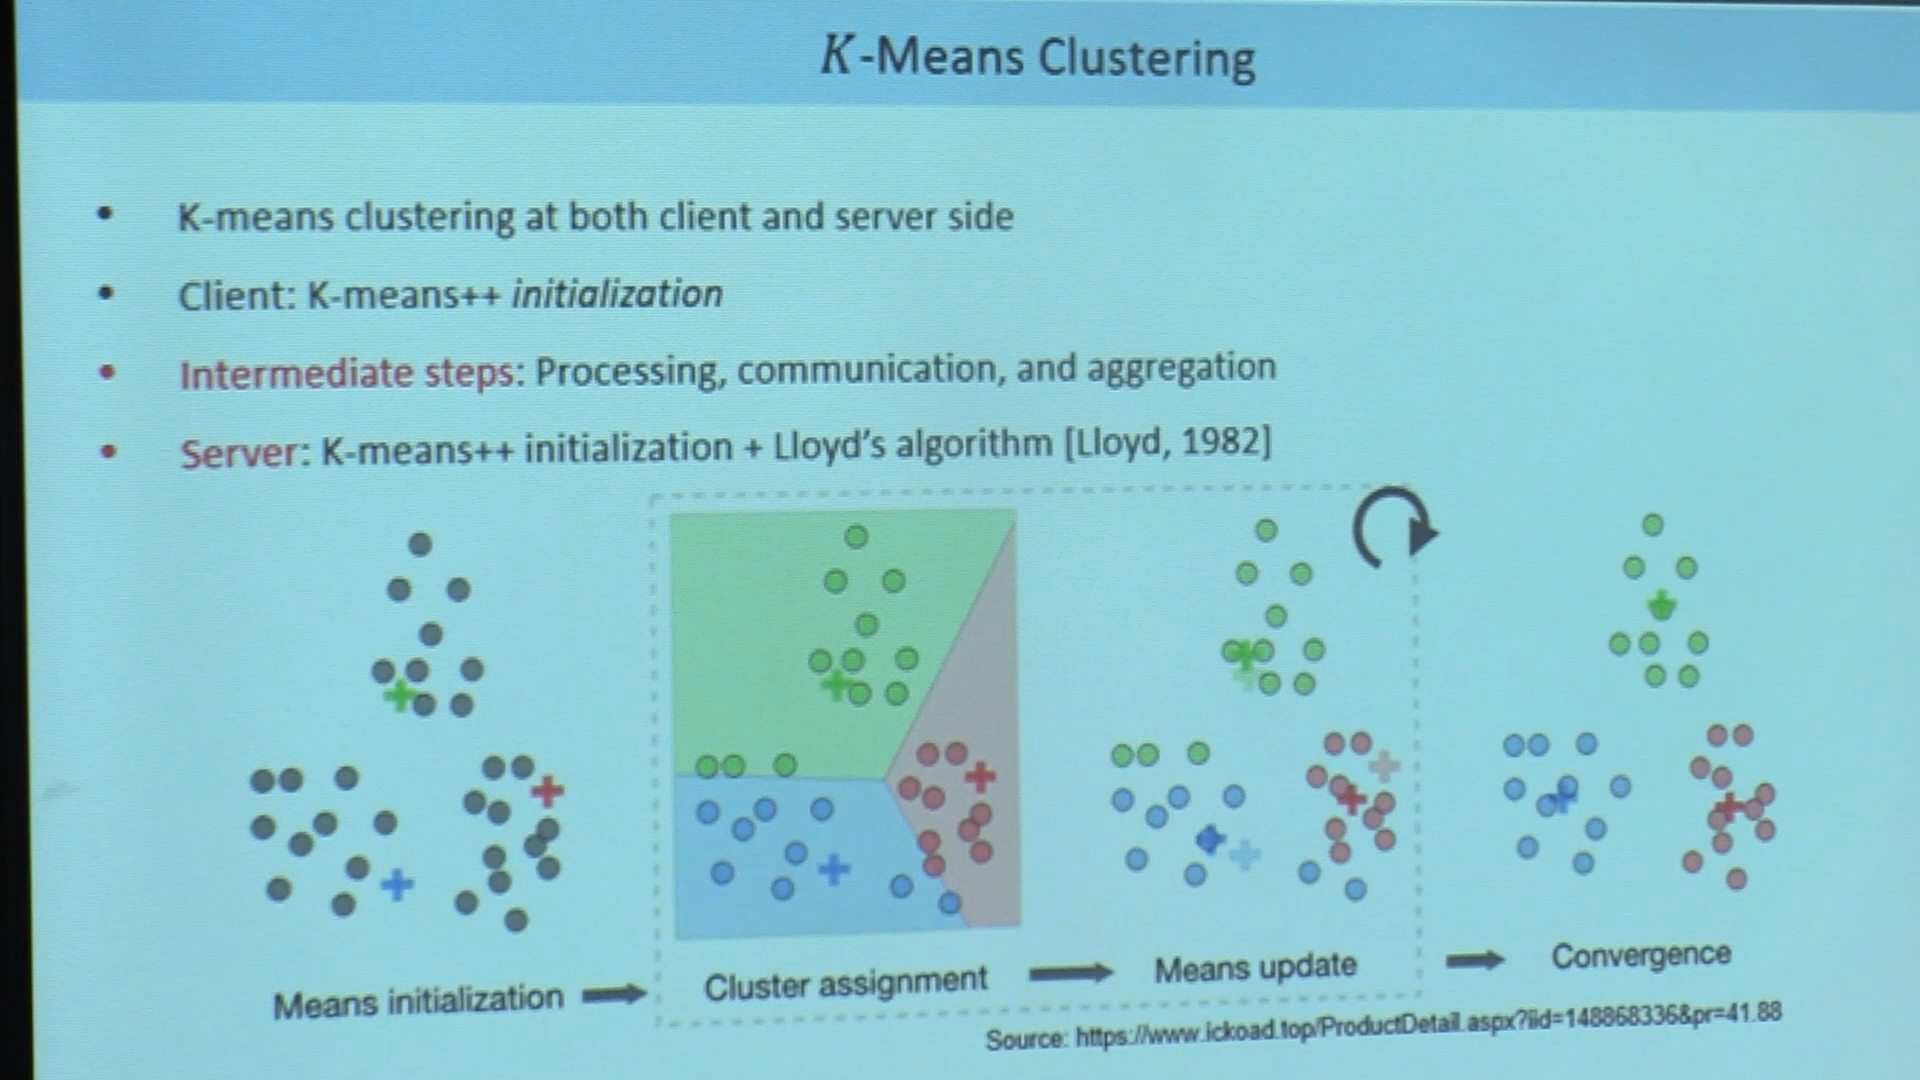 K-Means Clustering
• K-means clustering at both client and server side
• Client: K-means++ initialization
• Intermediate steps: Processing, communication, and aggregation
• Server: K-means++ initialization + Lloyd's algorithm [Lloyd, 1982]
Means initialization
Cluster assignment
Means update
Convergence
Source: https://www.ickoad.top/ProductDetail.aspx?iid=148868336&pr=41.88